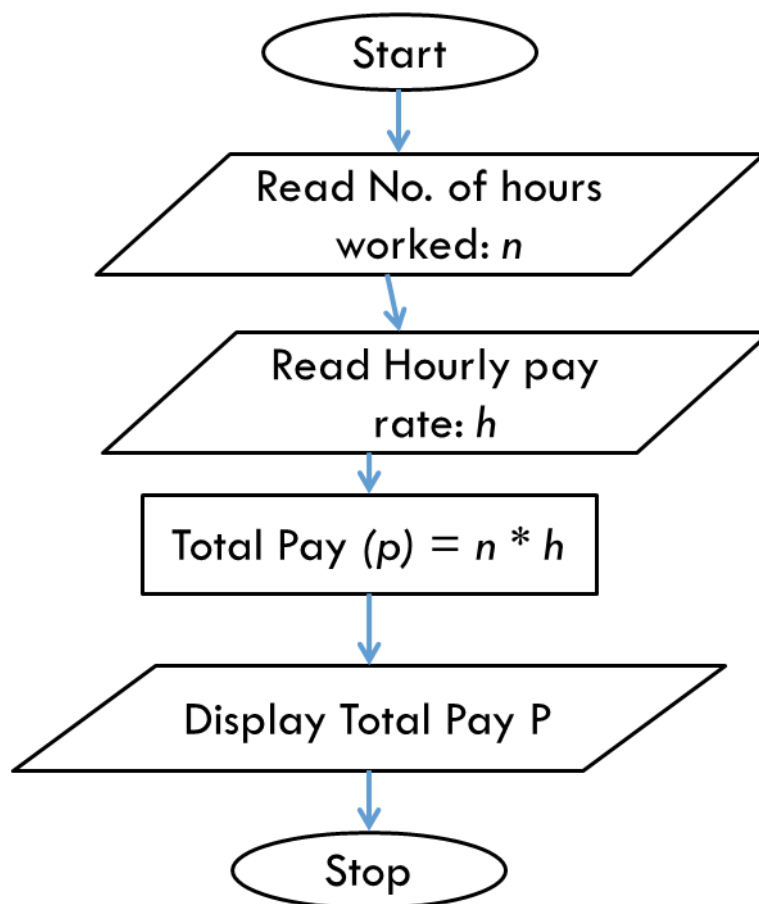 Start
Read No. of hours
worked: n
Read Hourly pay
rate: h
Total Pay (p) = n * h
Display Total Pay P
Stop